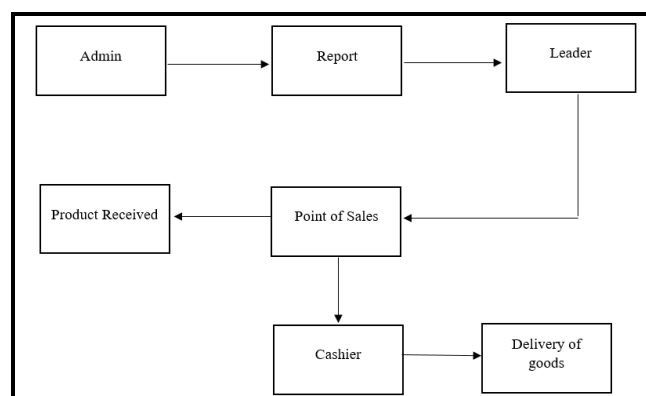 Admin
Report
Leader
Product Received
Point of Sales
Cashier
Delivery of
goods